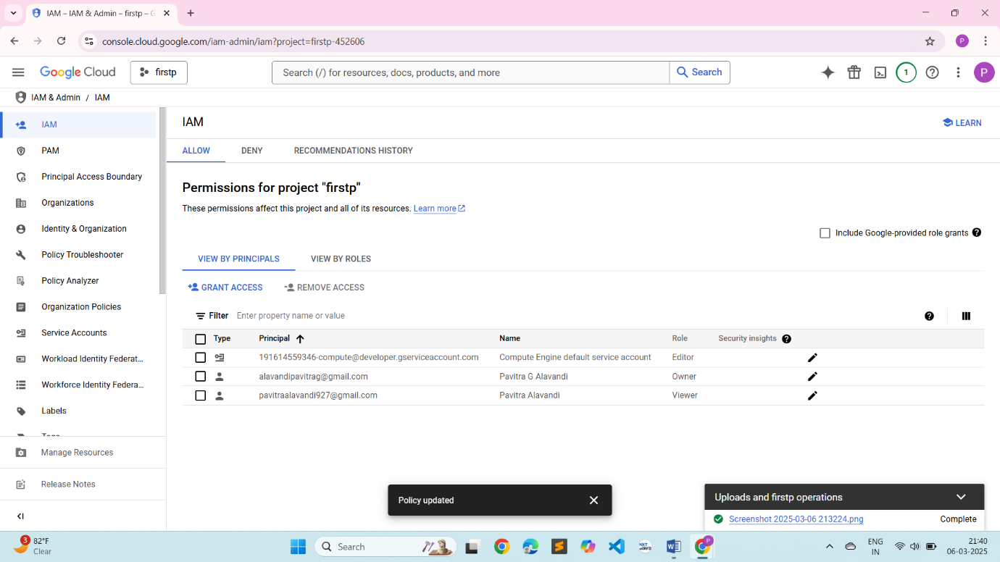 IAM – IAM & Admin – firstp – G
console.cloud.google.com/iam-admin/iam?project=firstp-452606
P
Google Cloud
firstp
Search (/) for resources, docs, products, and more
Search
1
P
IAM & Admin / IAM
IAM
PAM
Principal Access Boundary
Organizations
Identity & Organization
Policy Troubleshooter
Policy Analyzer
Organization Policies
Service Accounts
Workload Identity Federat...
Workforce Identity Federa...
Labels
Tags
Manage Resources
Release Notes
IAM
LEARN
ALLOW DENY RECOMMENDATIONS HISTORY
Permissions for project "firstp"
These permissions affect this project and all of its resources. Learn more
Include Google-provided role grants
VIEW BY PRINCIPALS VIEW BY ROLES
GRANT ACCESS REMOVE ACCESS
Filter Enter property name or value
Type Principal Name Role Security insights
191614559346-compute@developer.gserviceaccount.com Compute Engine default service account Editor
alavandipavitrag@gmail.com Pavitra G Alavandi Owner
pavitraalavandi927@gmail.com Pavitra Alavandi Viewer
Policy updated
Uploads and firstp operations
Screenshot 2025-03-06 213224.png Complete
3
82°F
Clear
Search
NXT
WAVE
P
ENG
IN
21:40
06-03-2025